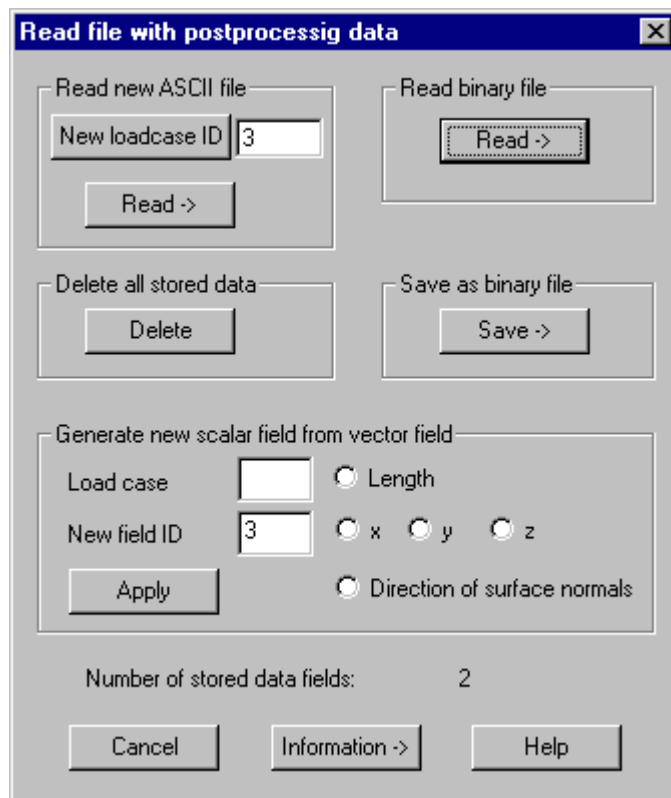 Read file with postprocessig data
Read new ASCII file
New loadcase ID 3
Read ->
Read binary file
Read ->
Delete all stored data
Delete
Save as binary file
Save ->
Generate new scalar field from vector field
Load case Length
New field ID 3 x y z
Apply Direction of surface normals
Number of stored data fields: 2
Cancel Information -> Help